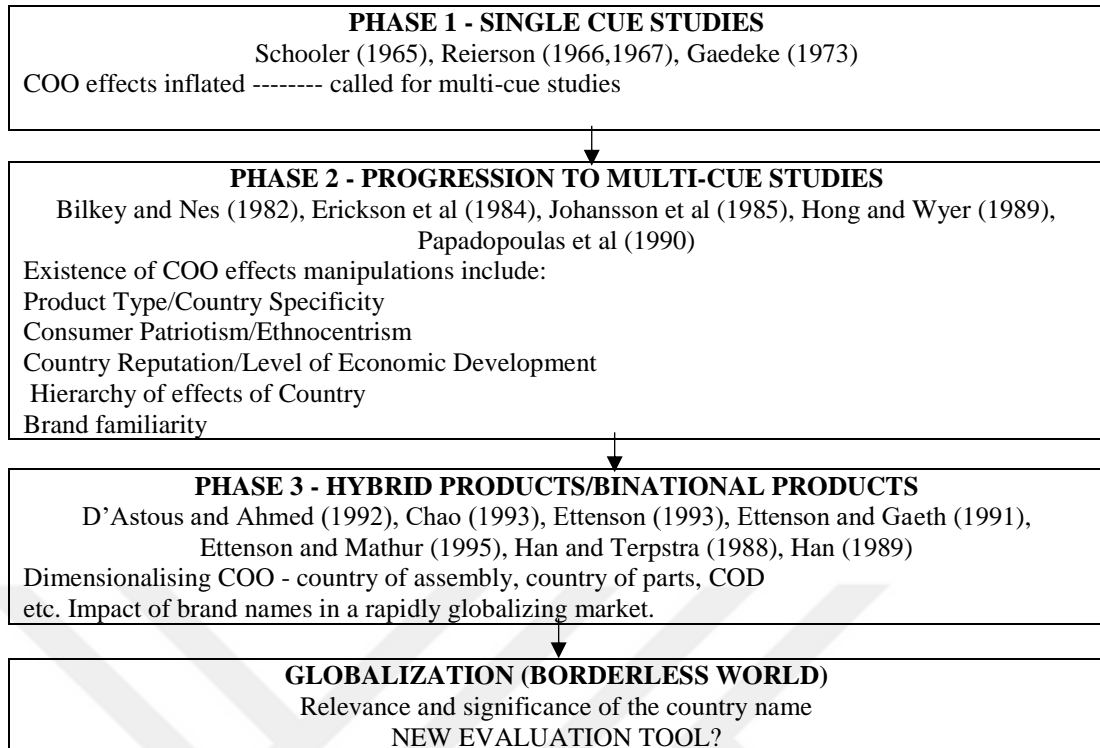 PHASE 1 - SINGLE CUE STUDIES
Schooler (1965), Reierson (1966,1967), Gaedeke (1973)
COO effects inflated -------- called for multi-cue studies
PHASE 2 - PROGRESSION TO MULTI-CUE STUDIES
Bilkey and Nes (1982), Erickson et al (1984), Johansson et al (1985), Hong and Wyer (1989),
Papadopoulas et al (1990)
Existence of COO effects manipulations include:
Product Type/Country Specificity
Consumer Patriotism/Ethnocentrism
Country Reputation/Level of Economic Development
Hierarchy of effects of Country
Brand familiarity
PHASE 3 - HYBRID PRODUCTS/BINATIONAL PRODUCTS
D’Astous and Ahmed (1992), Chao (1993), Ettenson (1993), Ettenson and Gaeth (1991),
Ettenson and Mathur (1995), Han and Terpstra (1988), Han (1989)
Dimensionalising COO - country of assembly, country of parts, COD
etc. Impact of brand names in a rapidly globalizing market.
GLOBALIZATION (BORDERLESS WORLD)
Relevance and significance of the country name
NEW EVALUATION TOOL?